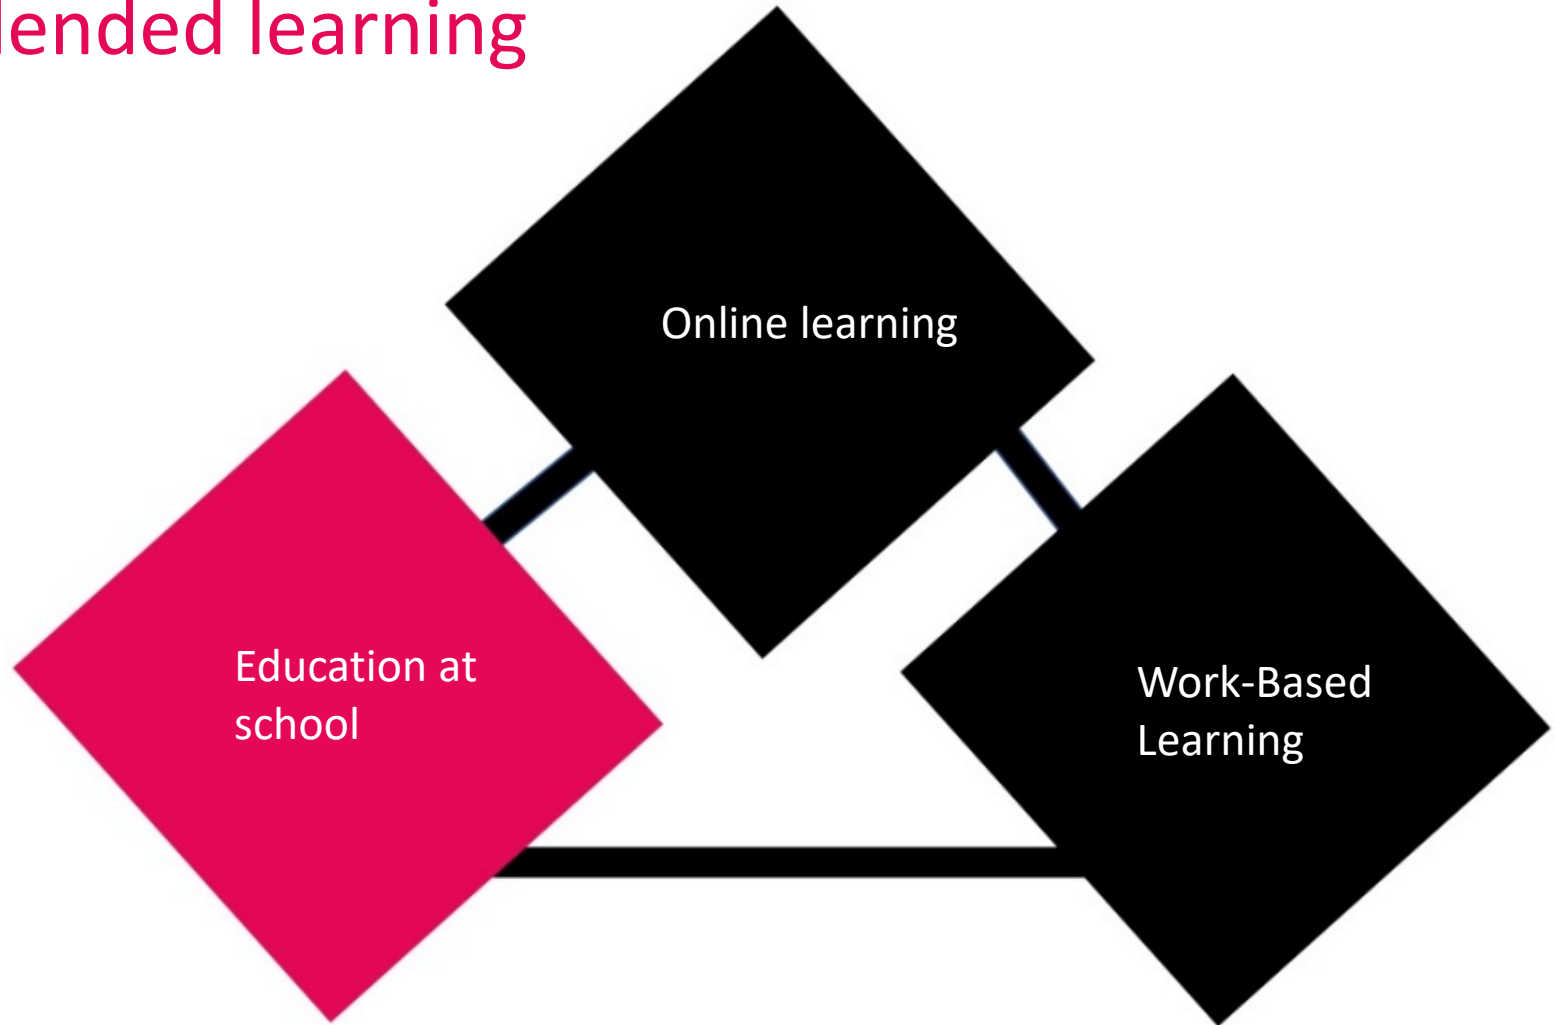 lended learning
Online learning
Education at
school
Work-Based
Learning